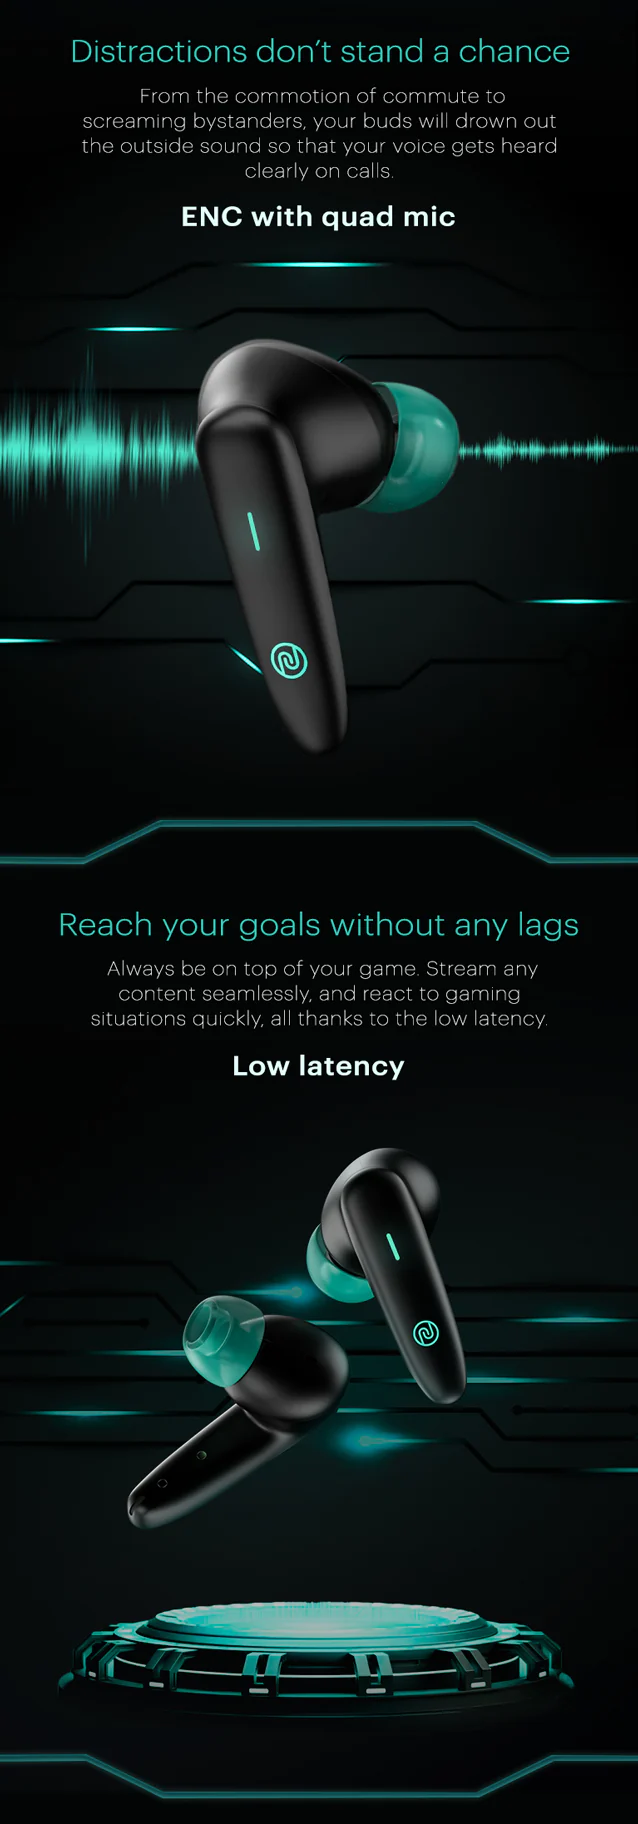 Distractions don't stand a chance
From the commotion of commute to
screaming bystanders, your buds will drown out
the outside sound so that your voice gets heard
clearly on calls.
ENC with quad mic
Reach your goals without any lags
Always be on top of your game. Stream any
content seamlessly, and react to gaming
situations quickly, all thanks to the low latency.
Low latency